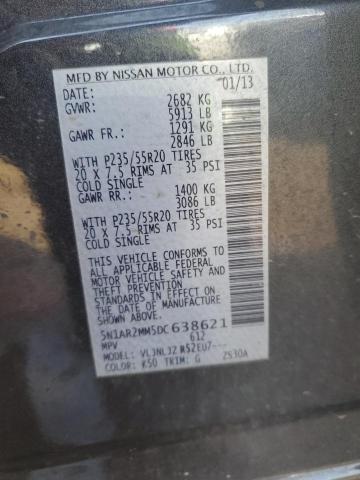 MFD BY NISSAN MOTOR CO., LTD.
DATE: 01/13
GVWR: 2682 KG
5913 LB
GAWR FR.: 1291 KG
2846 LB
WITH P235/55R20 TIRES
20 X 7.5 RIMS AT 35 PSI
COLD SINGLE
GAWR RR.: 1400 KG
3086 LB
WITH P235/55R20 TIRES
20 X 7.5 RIMS AT 35 PSI
COLD SINGLE
THIS VEHICLE CONFORMS TO
ALL APPLICABLE FEDERAL
MOTOR VEHICLE SAFETY
STANDARDS IN EFFECT ON THE
DATE OF MANUFACTURE
SHOWN ABOVE.
5N1AR2MM5DC638621
MPV 612
MODEL: VL3NLJZ R52EU7---
COLOR: K50 TRIM: G ZS30A